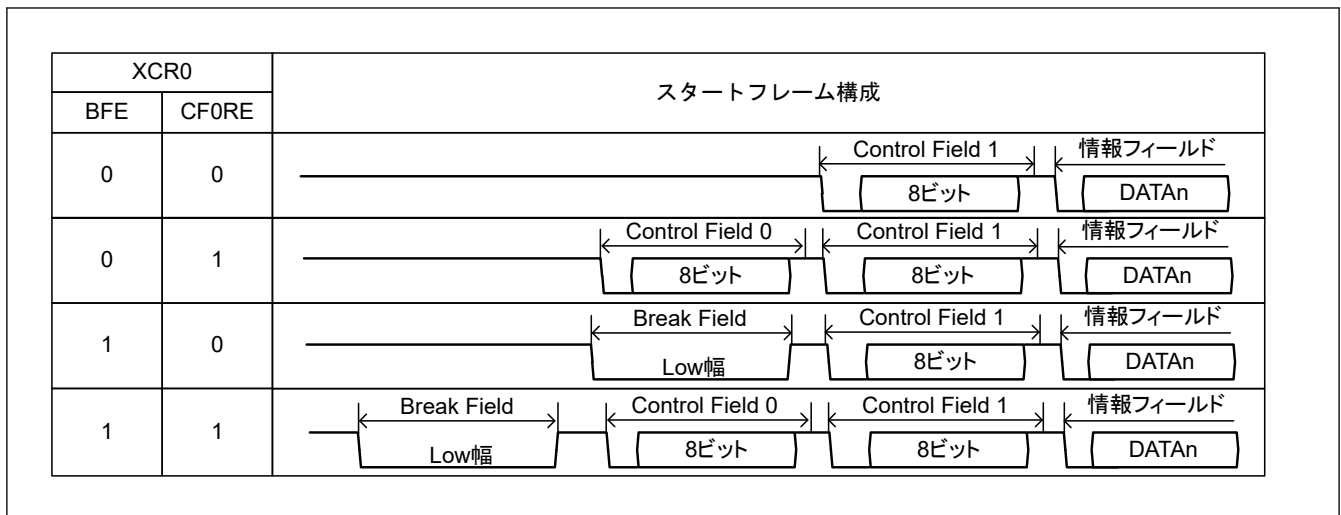 XCR0
スタートフレーム構成
BFE CF0RE
0 0
Control Field 1 情報フィールド
8ビット DATAn
0 1
Control Field 0 Control Field 1 情報フィールド
8ビット 8ビット DATAn
1 0
Break Field Control Field 1 情報フィールド
Low幅 8ビット DATAn
1 1
Break Field Control Field 0 Control Field 1 情報フィールド
Low幅 8ビット 8ビット DATAn